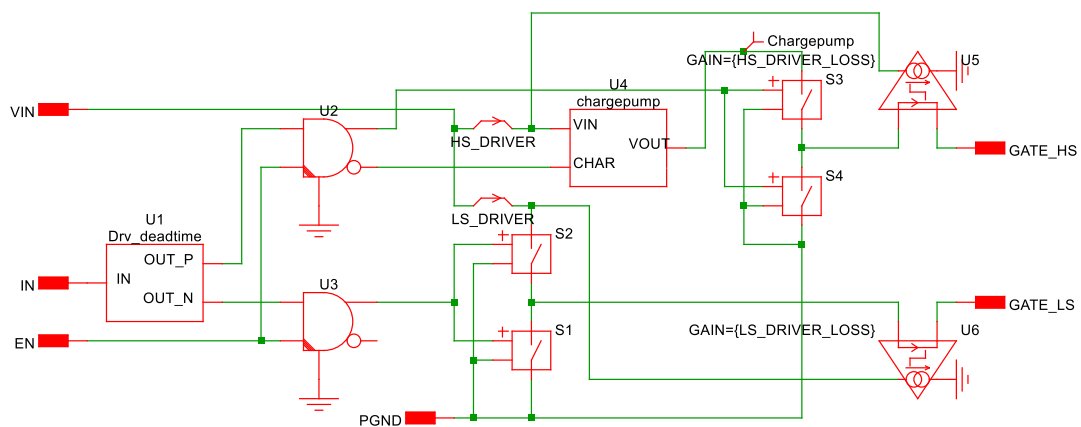 Chargepump
GAIN={HS_DRIVER_LOSS}
U5
U4
chargepump
S3
VIN
U2
VIN
HS_DRIVER
VOUT
GATE_HS
CHAR
S4
U1
Drv_deadtime
LS_DRIVER
S2
OUT_P
IN
IN
U3
OUT_N
GATE_LS
GAIN={LS_DRIVER_LOSS}
U6
S1
EN
PGND
+
+
+
+